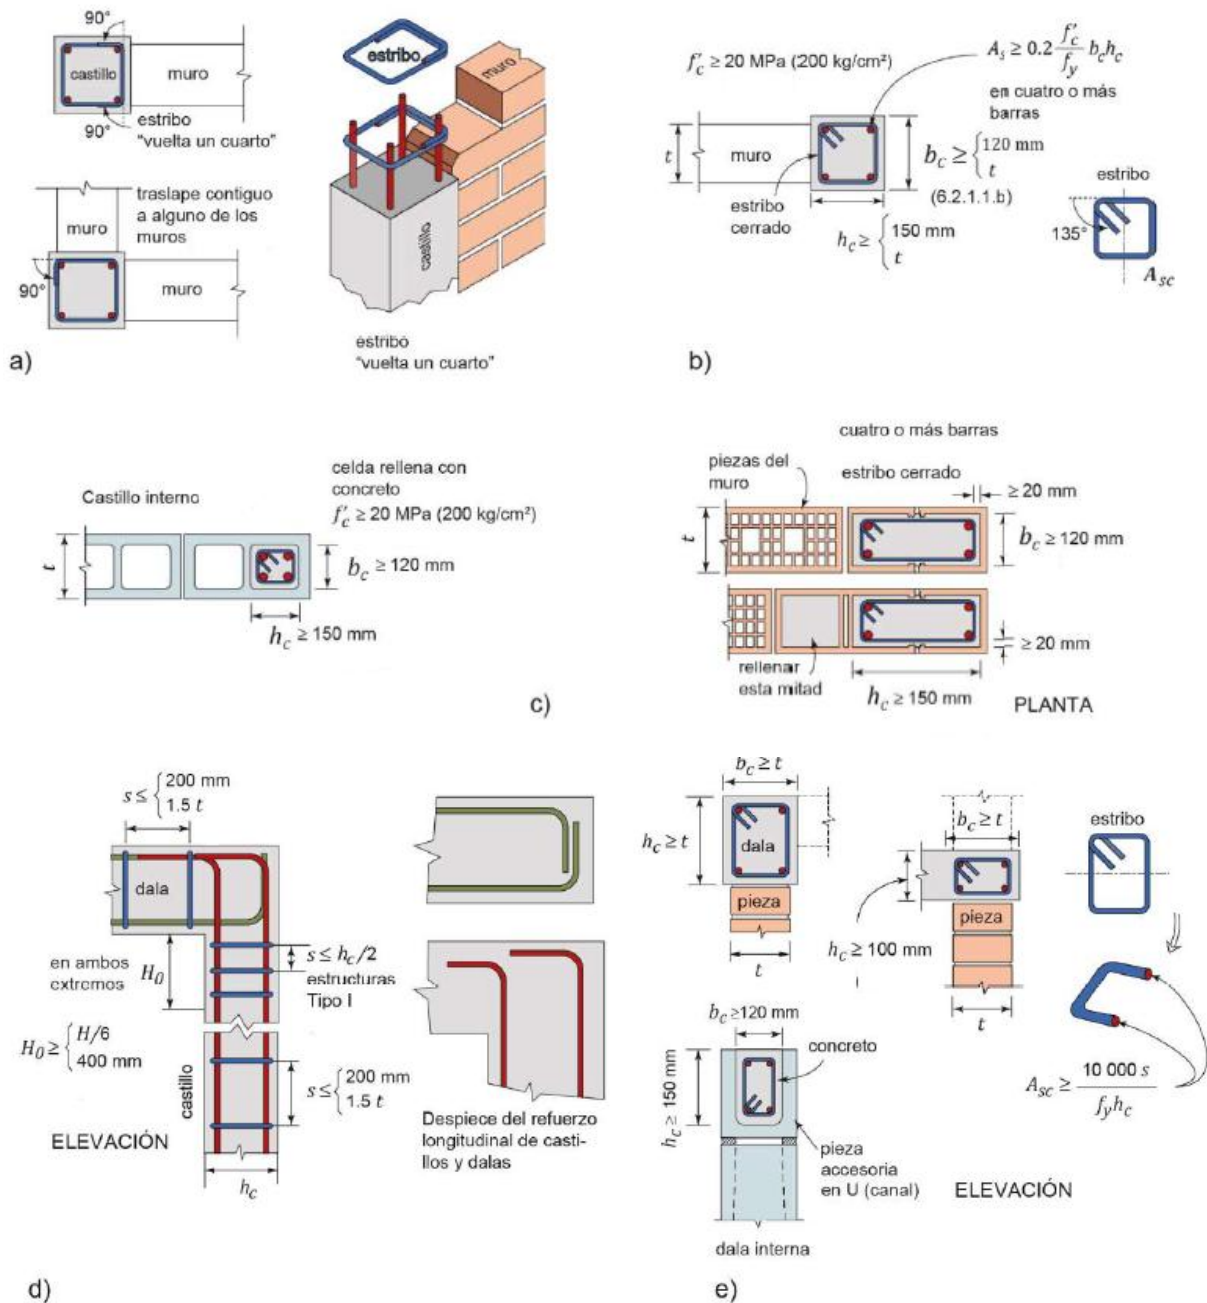 90°
castillo
muro
90°
estribo
“vuelta un cuarto”
traslape contiguo
a alguno de los
muros
muro
90°
muro
estribo
muro
castillo
estribo
“vuelta un cuarto”
a)
f'c ≥ 20 MPa (200 kg/cm²)
As ≥ 0.2 f'c/fy bchc
en cuatro o más
barras
t
muro
bc ≥ { 120 mm
t
(6.2.1.1.b)
estribo
cerrado
hc ≥ { 150 mm
t
estribo
135°
Asc
b)
Castillo interno
celda rellena con
concreto
f'c ≥ 20 MPa (200 kg/cm²)
t
bc ≥ 120 mm
hc ≥ 150 mm
cuatro o más barras
piezas del
muro
estribo cerrado
≥ 20 mm
t
bc ≥ 120 mm
≥ 20 mm
rellenar
esta mitad
hc ≥ 150 mm
PLANTA
c)
s ≤ { 200 mm
1.5 t
dala
en ambos
extremos
H0
s ≤ hc/2
estructuras
Tipo I
H0 ≥ { H/6
400 mm
castillo
s ≤ { 200 mm
1.5 t
ELEVACIÓN
hc
Despiece del refuerzo
longitudinal de casti-
llos y dalas
d)
bc ≥ t
hc ≥ t
dala
pieza
t
bc ≥ t
pieza
hc ≥ 100 mm
t
estribo
Asc ≥ 10 000 s / fyhc
bc ≥ 120 mm
concreto
hc ≥ 150 mm
pieza
accesoria
en U (canal)
ELEVACIÓN
dala interna
e)